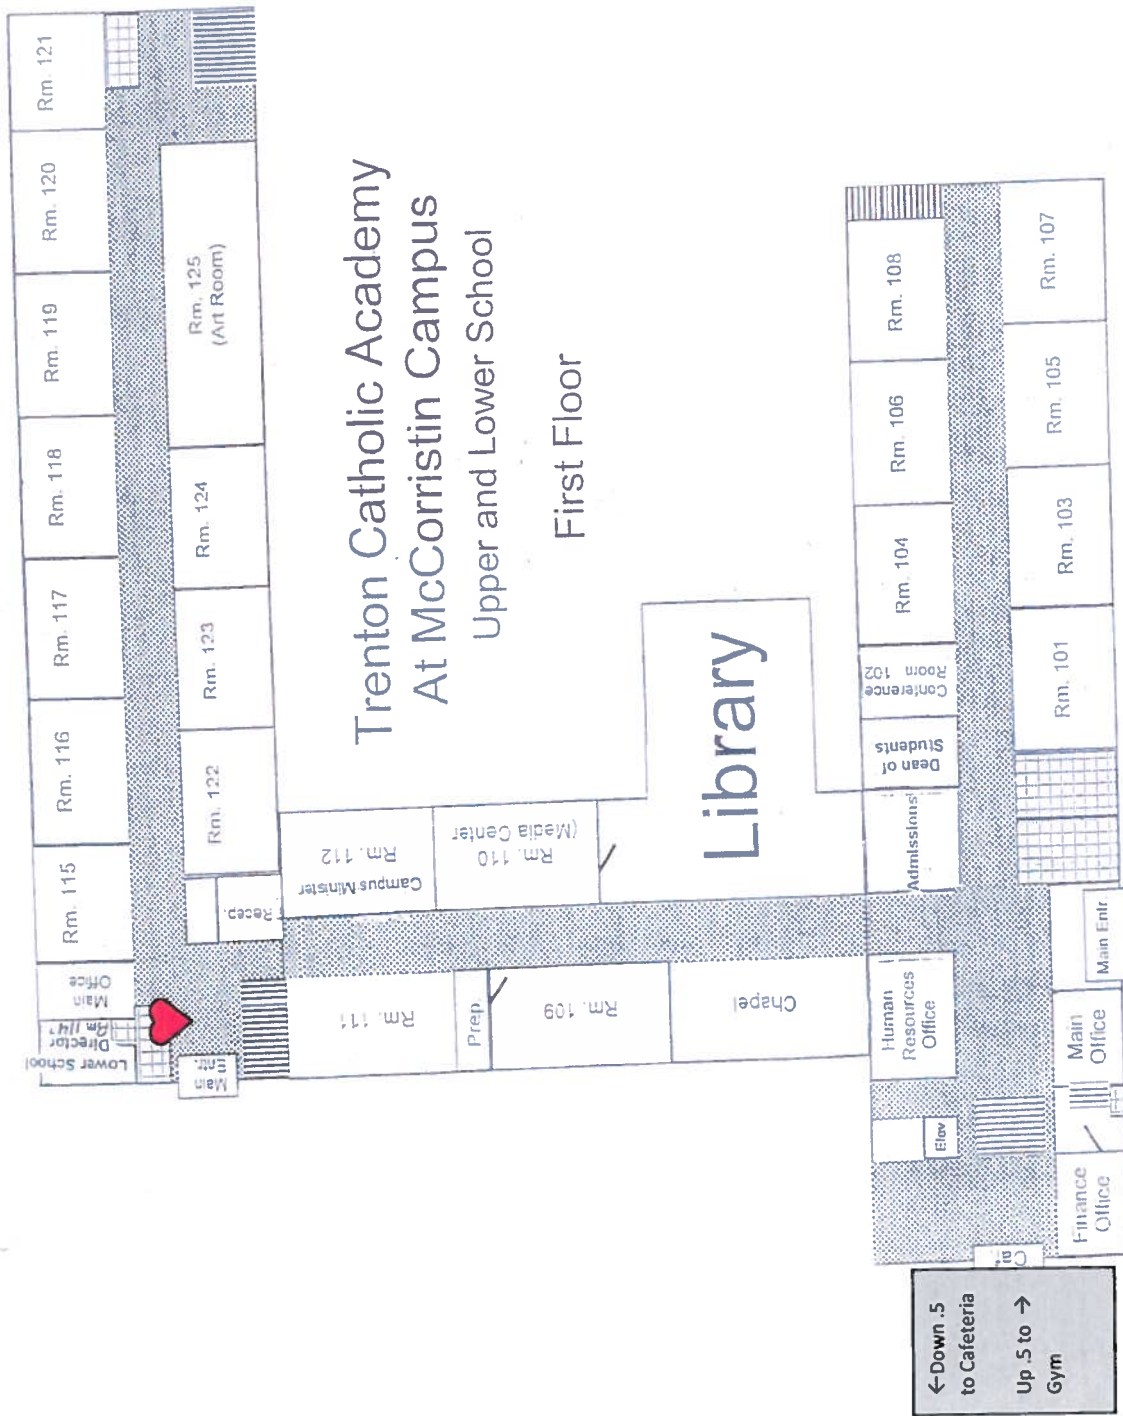 Rm. 121
Rm. 120
Rm. 119
Rm. 118
Rm. 117
Rm. 116
Rm. 115
Main
Office
Lower School
Director
Rm 114
Main
Entr.
Rm. 125
(Art Room)
Rm. 124
Rm. 123
Rm. 122
Recep.
Trenton Catholic Academy
At McCorristin Campus
Upper and Lower School
First Floor
Rm. 112
Campus Minister
Rm. 110
(Media Center
Library
Rm. 111
Prep.
Rm. 109
Chapel
Rm. 108
Rm. 106
Rm. 104
Conference
Room 102
Dean of
Students
Admissions
Human
Resources
Office
Elev
Rm. 107
Rm. 105
Rm. 103
Rm. 101
Main Entr.
Main
Office
Finance
Office
Caf.
←Down .5
to Cafeteria
Up .5 to →
Gym